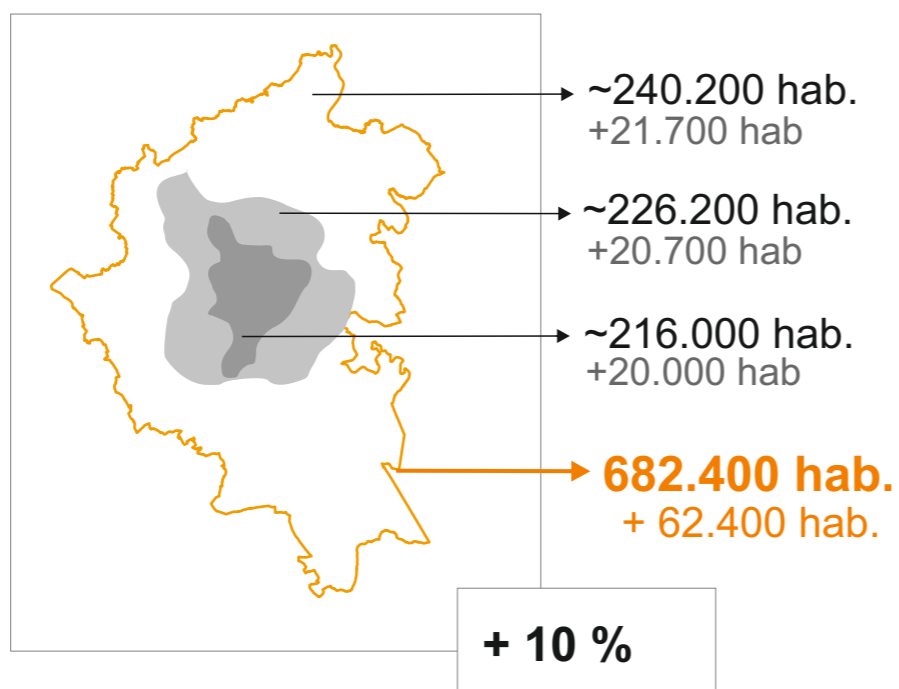 ~240.200 hab.
+21.700 hab
~226.200 hab.
+20.700 hab
~216.000 hab.
+20.000 hab
682.400 hab.
+ 62.400 hab.
+ 10 %